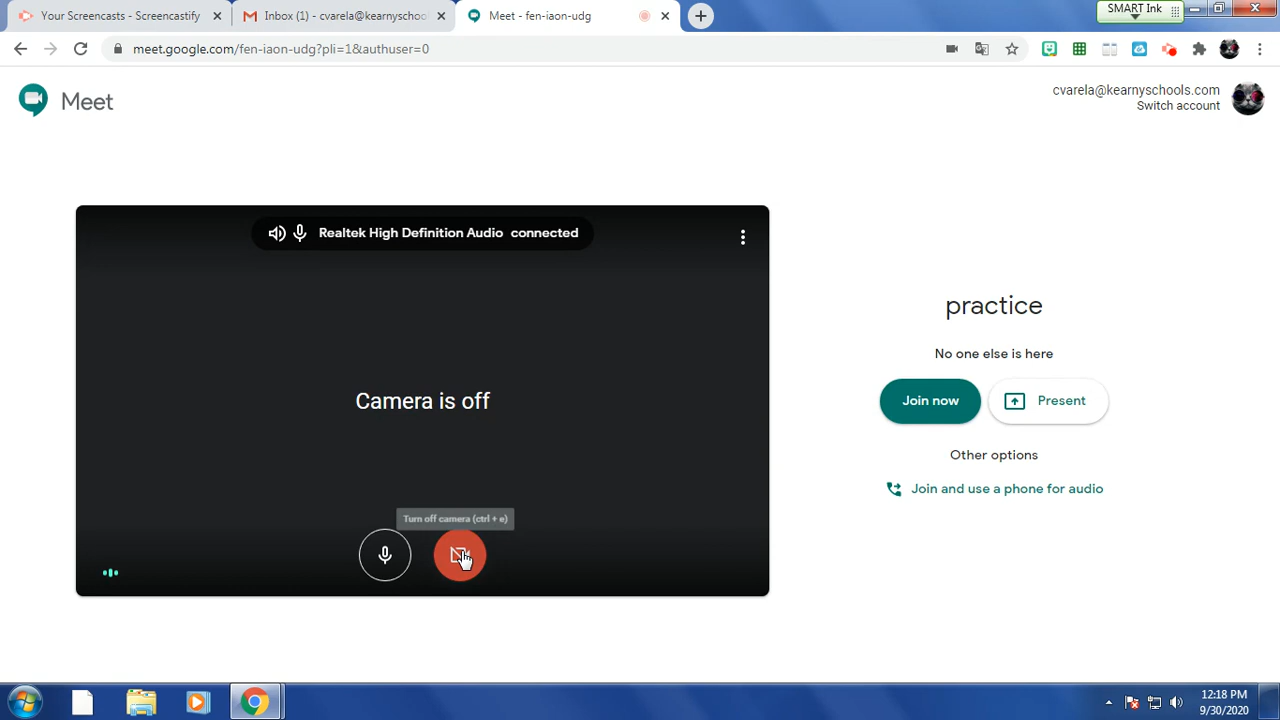 Your Screencasts - Screencastify
Inbox (1) - cvarela@kearnyschool
Meet - fen-iaon-udg
SMART Ink
meet.google.com/fen-iaon-udg?pli=1&authuser=0
Meet
cvarela@kearnyschools.com
Switch account
Realtek High Definition Audio connected
practice
No one else is here
Camera is off
Join now
Present
Other options
Join and use a phone for audio
Turn off camera (ctrl + e)
12:18 PM
9/30/2020